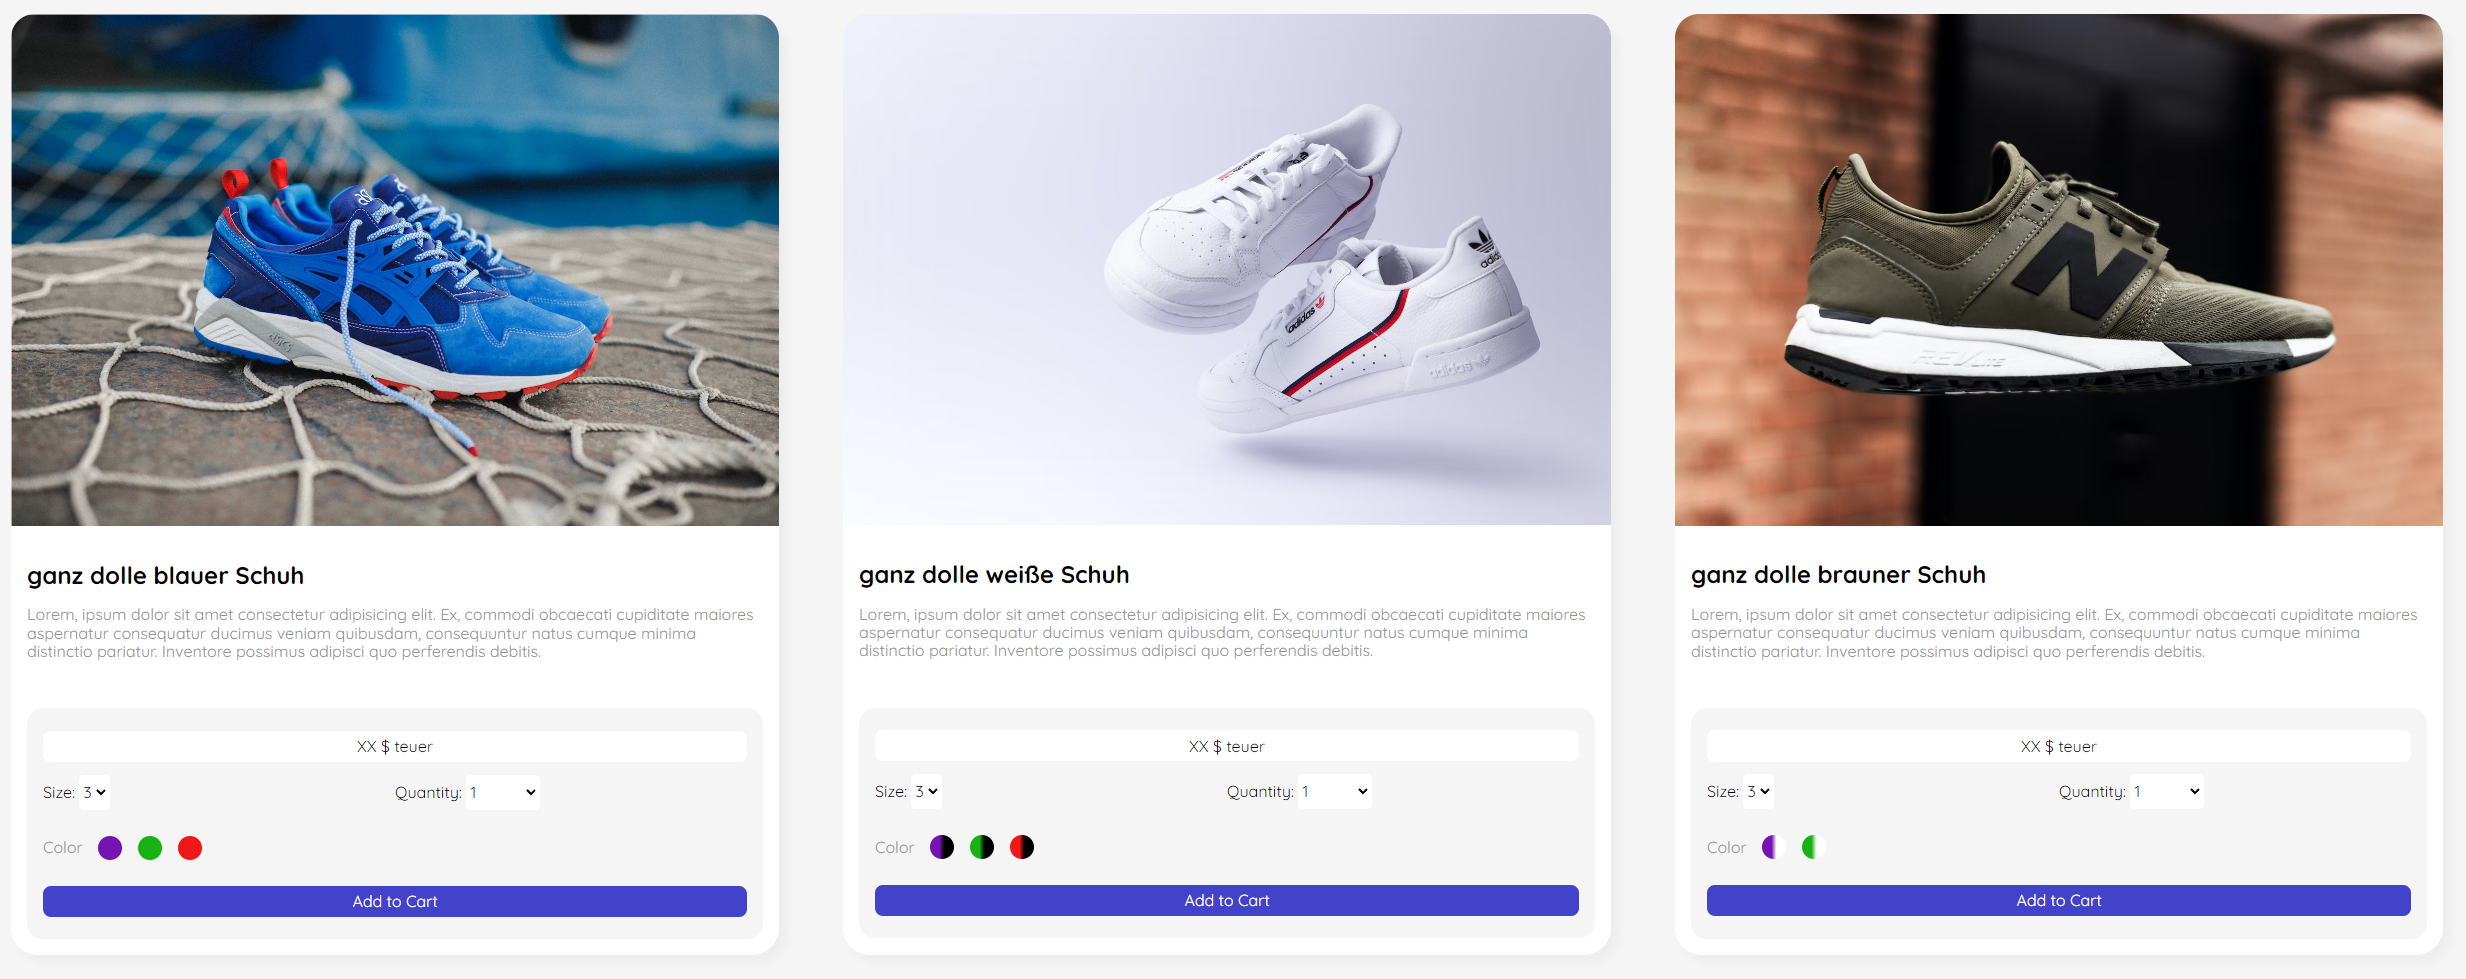 asics
adidas
adidas
adidas
N
REVlite
ganz dolle blauer Schuh
Lorem, ipsum dolor sit amet consectetur adipisicing elit. Ex, commodi obcaecati cupiditate maiores
aspernatur consequatur ducimus veniam quibusdam, consequuntur natus cumque minima
distinctio pariatur. Inventore possimus adipisci quo perferendis debitis.
XX $ teuer
Size: 3
Quantity: 1
Color
Add to Cart
ganz dolle weiße Schuh
Lorem, ipsum dolor sit amet consectetur adipisicing elit. Ex, commodi obcaecati cupiditate maiores
aspernatur consequatur ducimus veniam quibusdam, consequuntur natus cumque minima
distinctio pariatur. Inventore possimus adipisci quo perferendis debitis.
XX $ teuer
Size: 3
Quantity: 1
Color
Add to Cart
ganz dolle brauner Schuh
Lorem, ipsum dolor sit amet consectetur adipisicing elit. Ex, commodi obcaecati cupiditate maiores
aspernatur consequatur ducimus veniam quibusdam, consequuntur natus cumque minima
distinctio pariatur. Inventore possimus adipisci quo perferendis debitis.
XX $ teuer
Size: 3
Quantity: 1
Color
Add to Cart